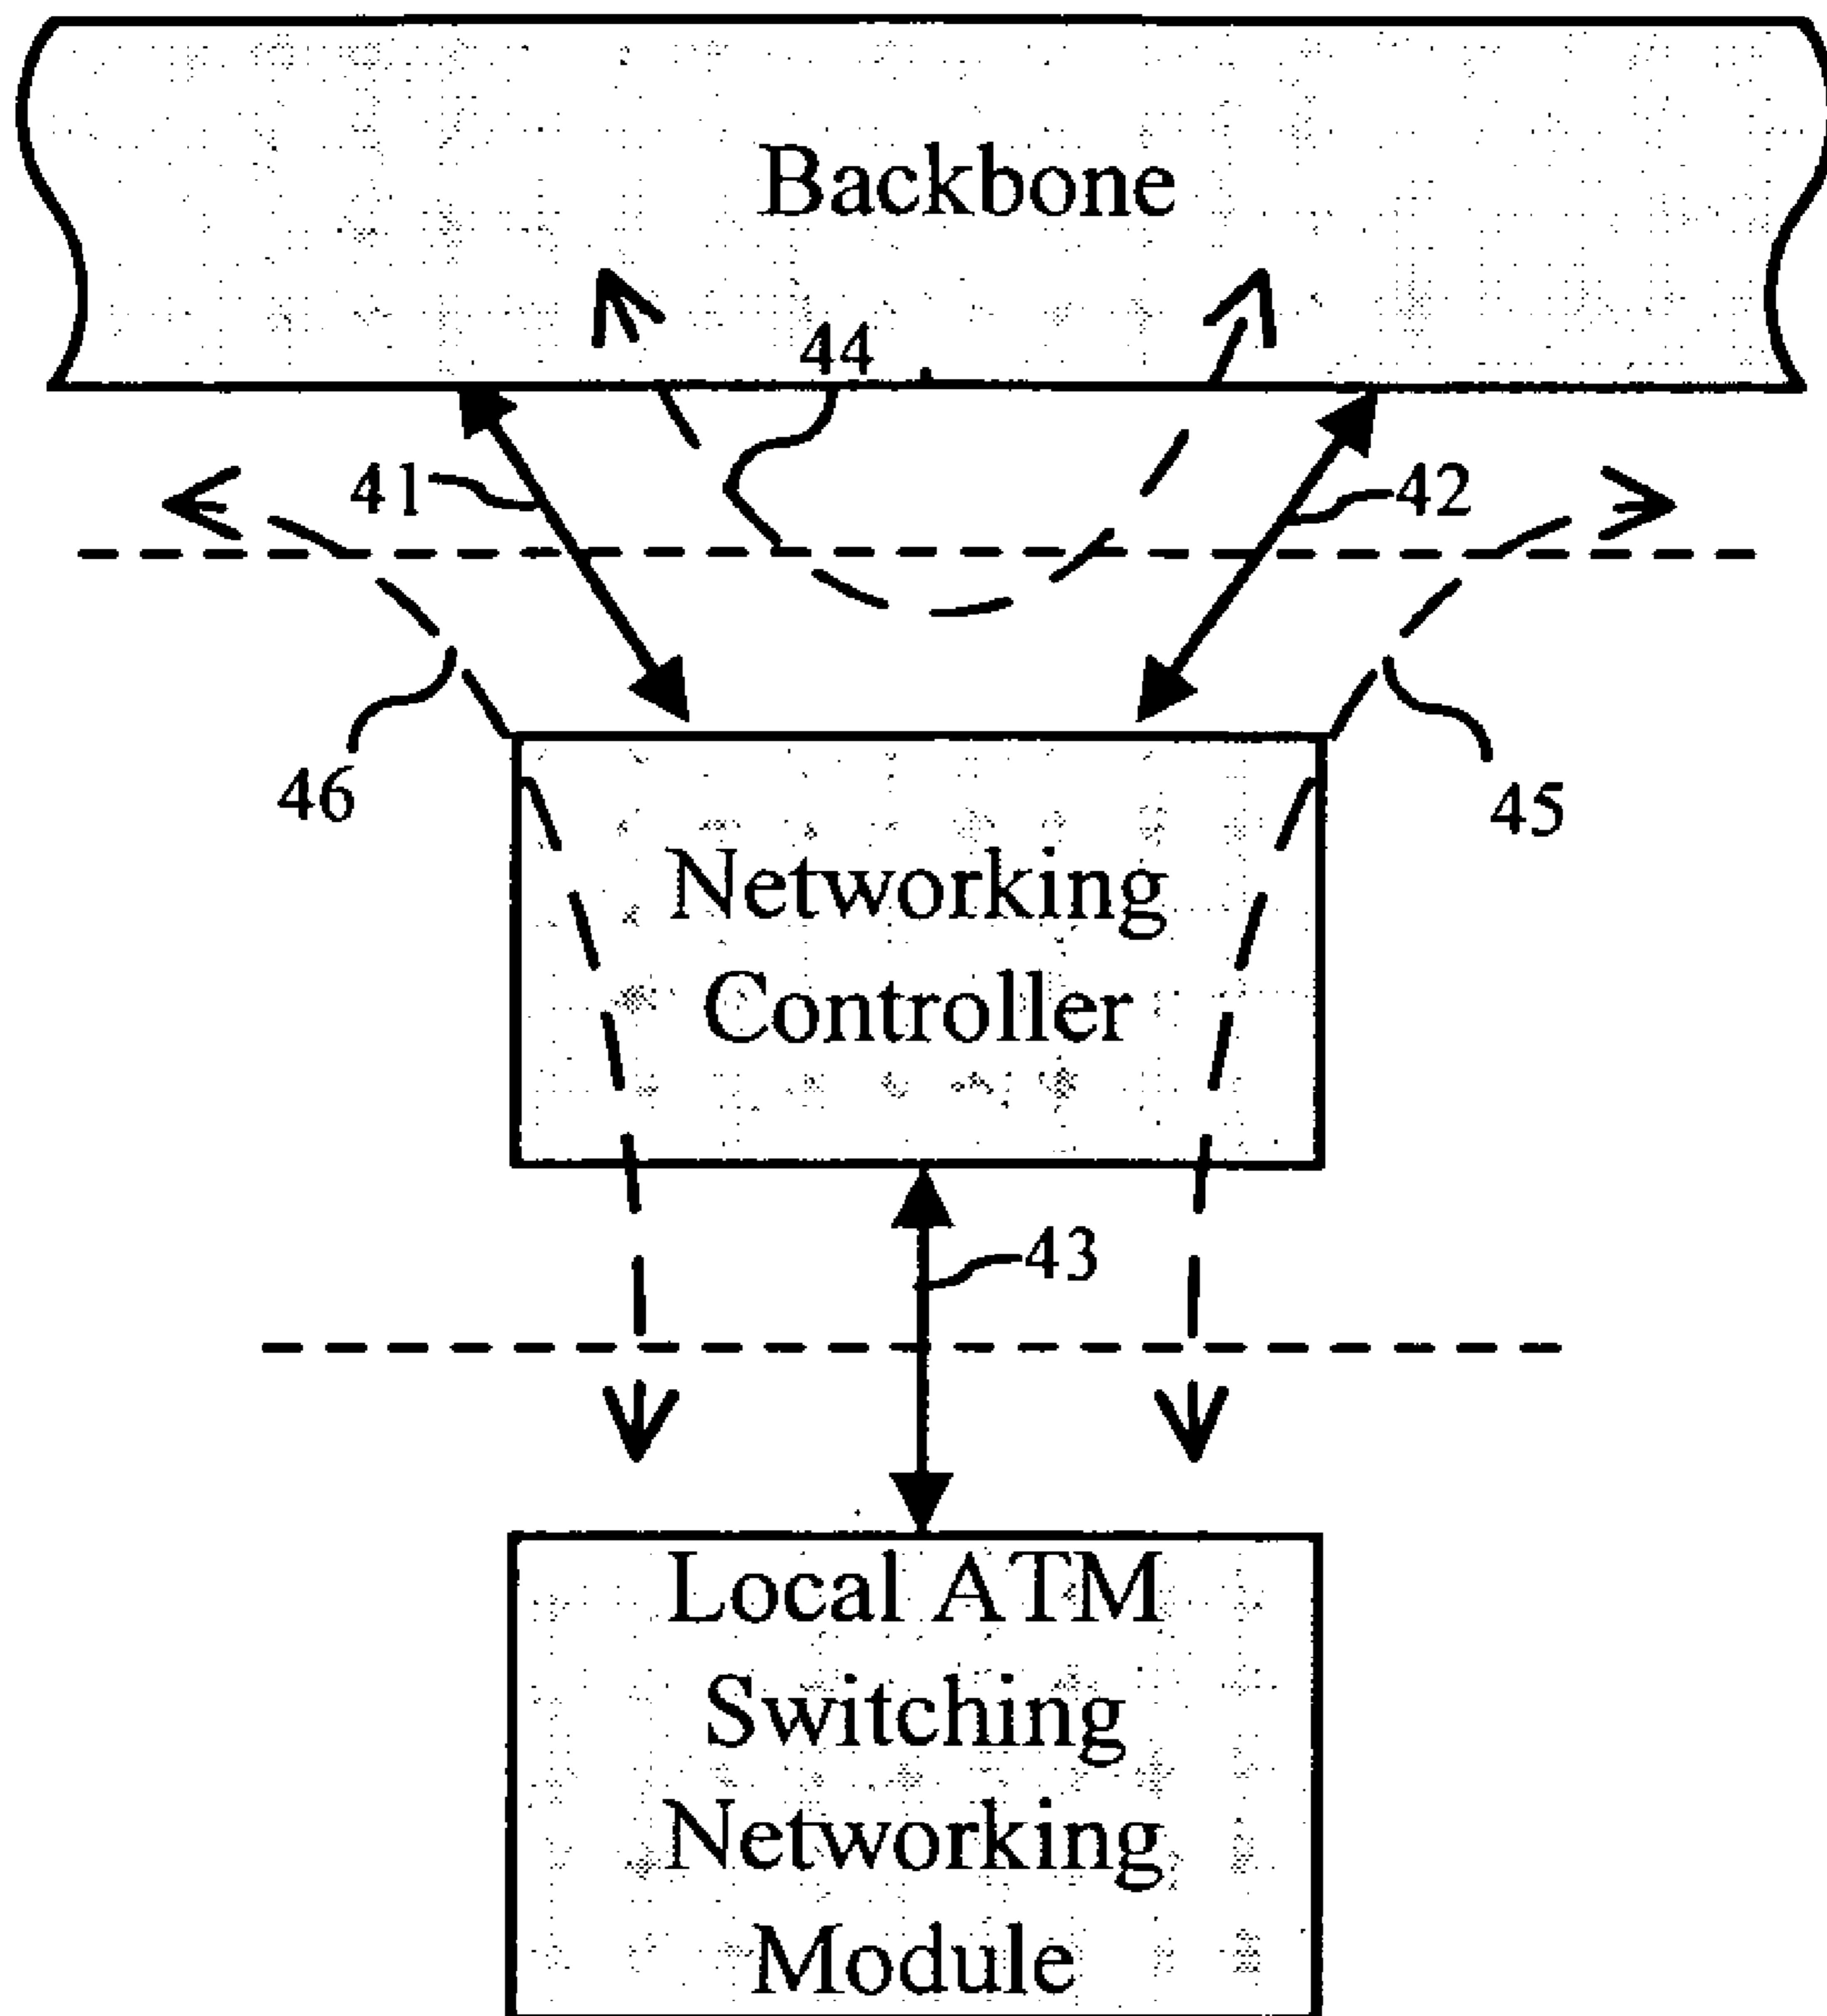 Backbone
44
41
42
46
45
Networking
Controller
43
Local ATM
Switching
Networking
Module